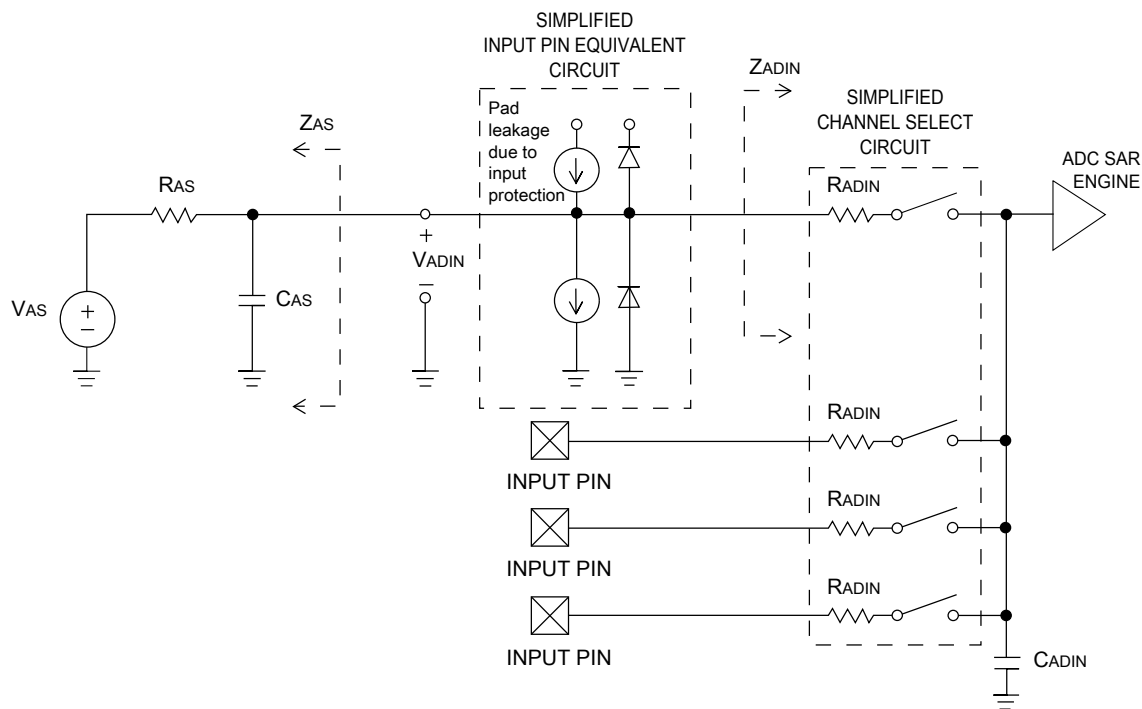 SIMPLIFIED
INPUT PIN EQUIVALENT
CIRCUIT
ZADIN
SIMPLIFIED
CHANNEL SELECT
CIRCUIT
ADC SAR
ENGINE
Pad
leakage
due to
input
protection
ZAS
RAS
RADIN
+
VADIN
−
CAS
VAS
+
−
RADIN
INPUT PIN
RADIN
INPUT PIN
RADIN
INPUT PIN
CADIN